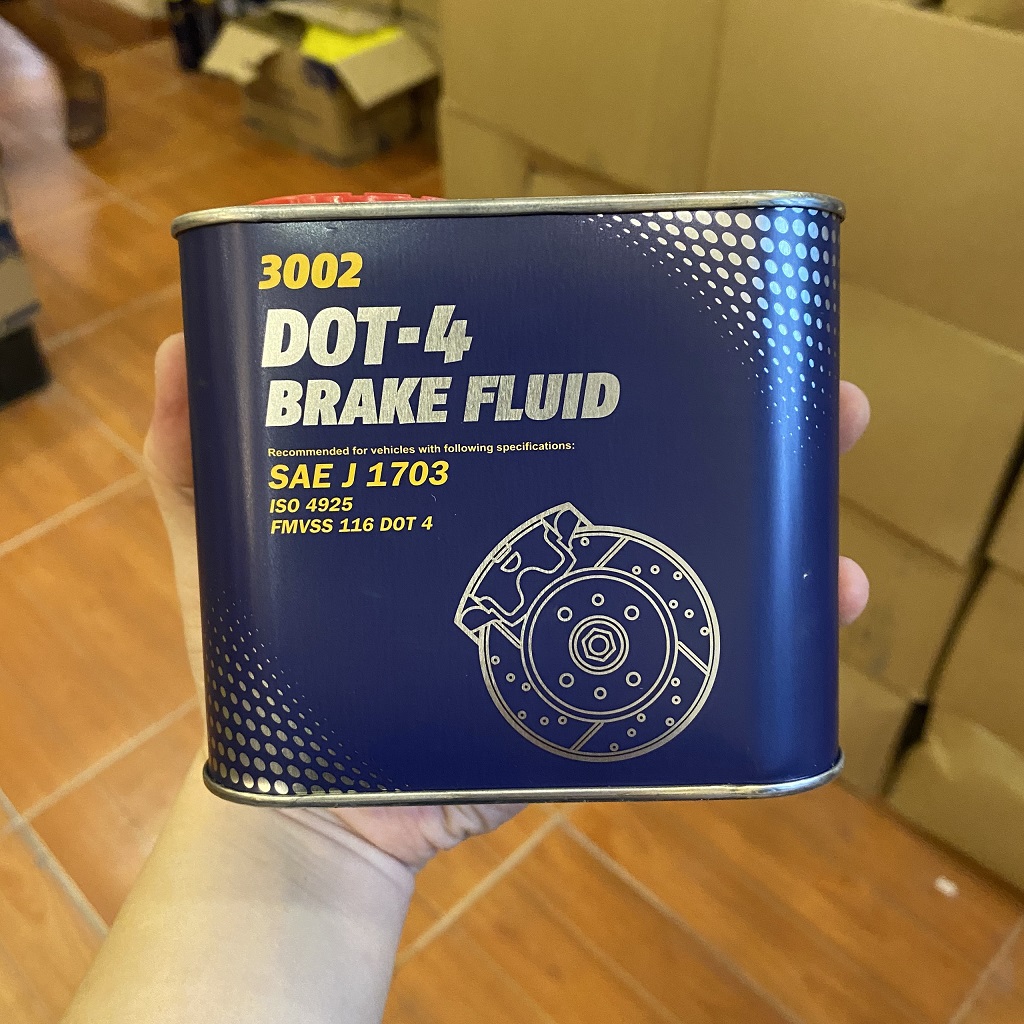 3002
DOT-4
BRAKE FLUID
Recommended for vehicles with following specifications:
SAE J 1703
ISO 4925
FMVSS 116 DOT 4